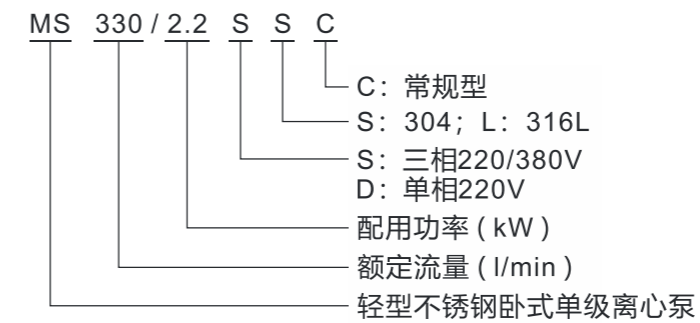 MS 330 / 2.2 S S C
C：常规型
S：304；L：316L
S：三相220/380V
D：单相220V
配用功率 ( kW )
额定流量 ( l/min )
轻型不锈钢卧式单级离心泵